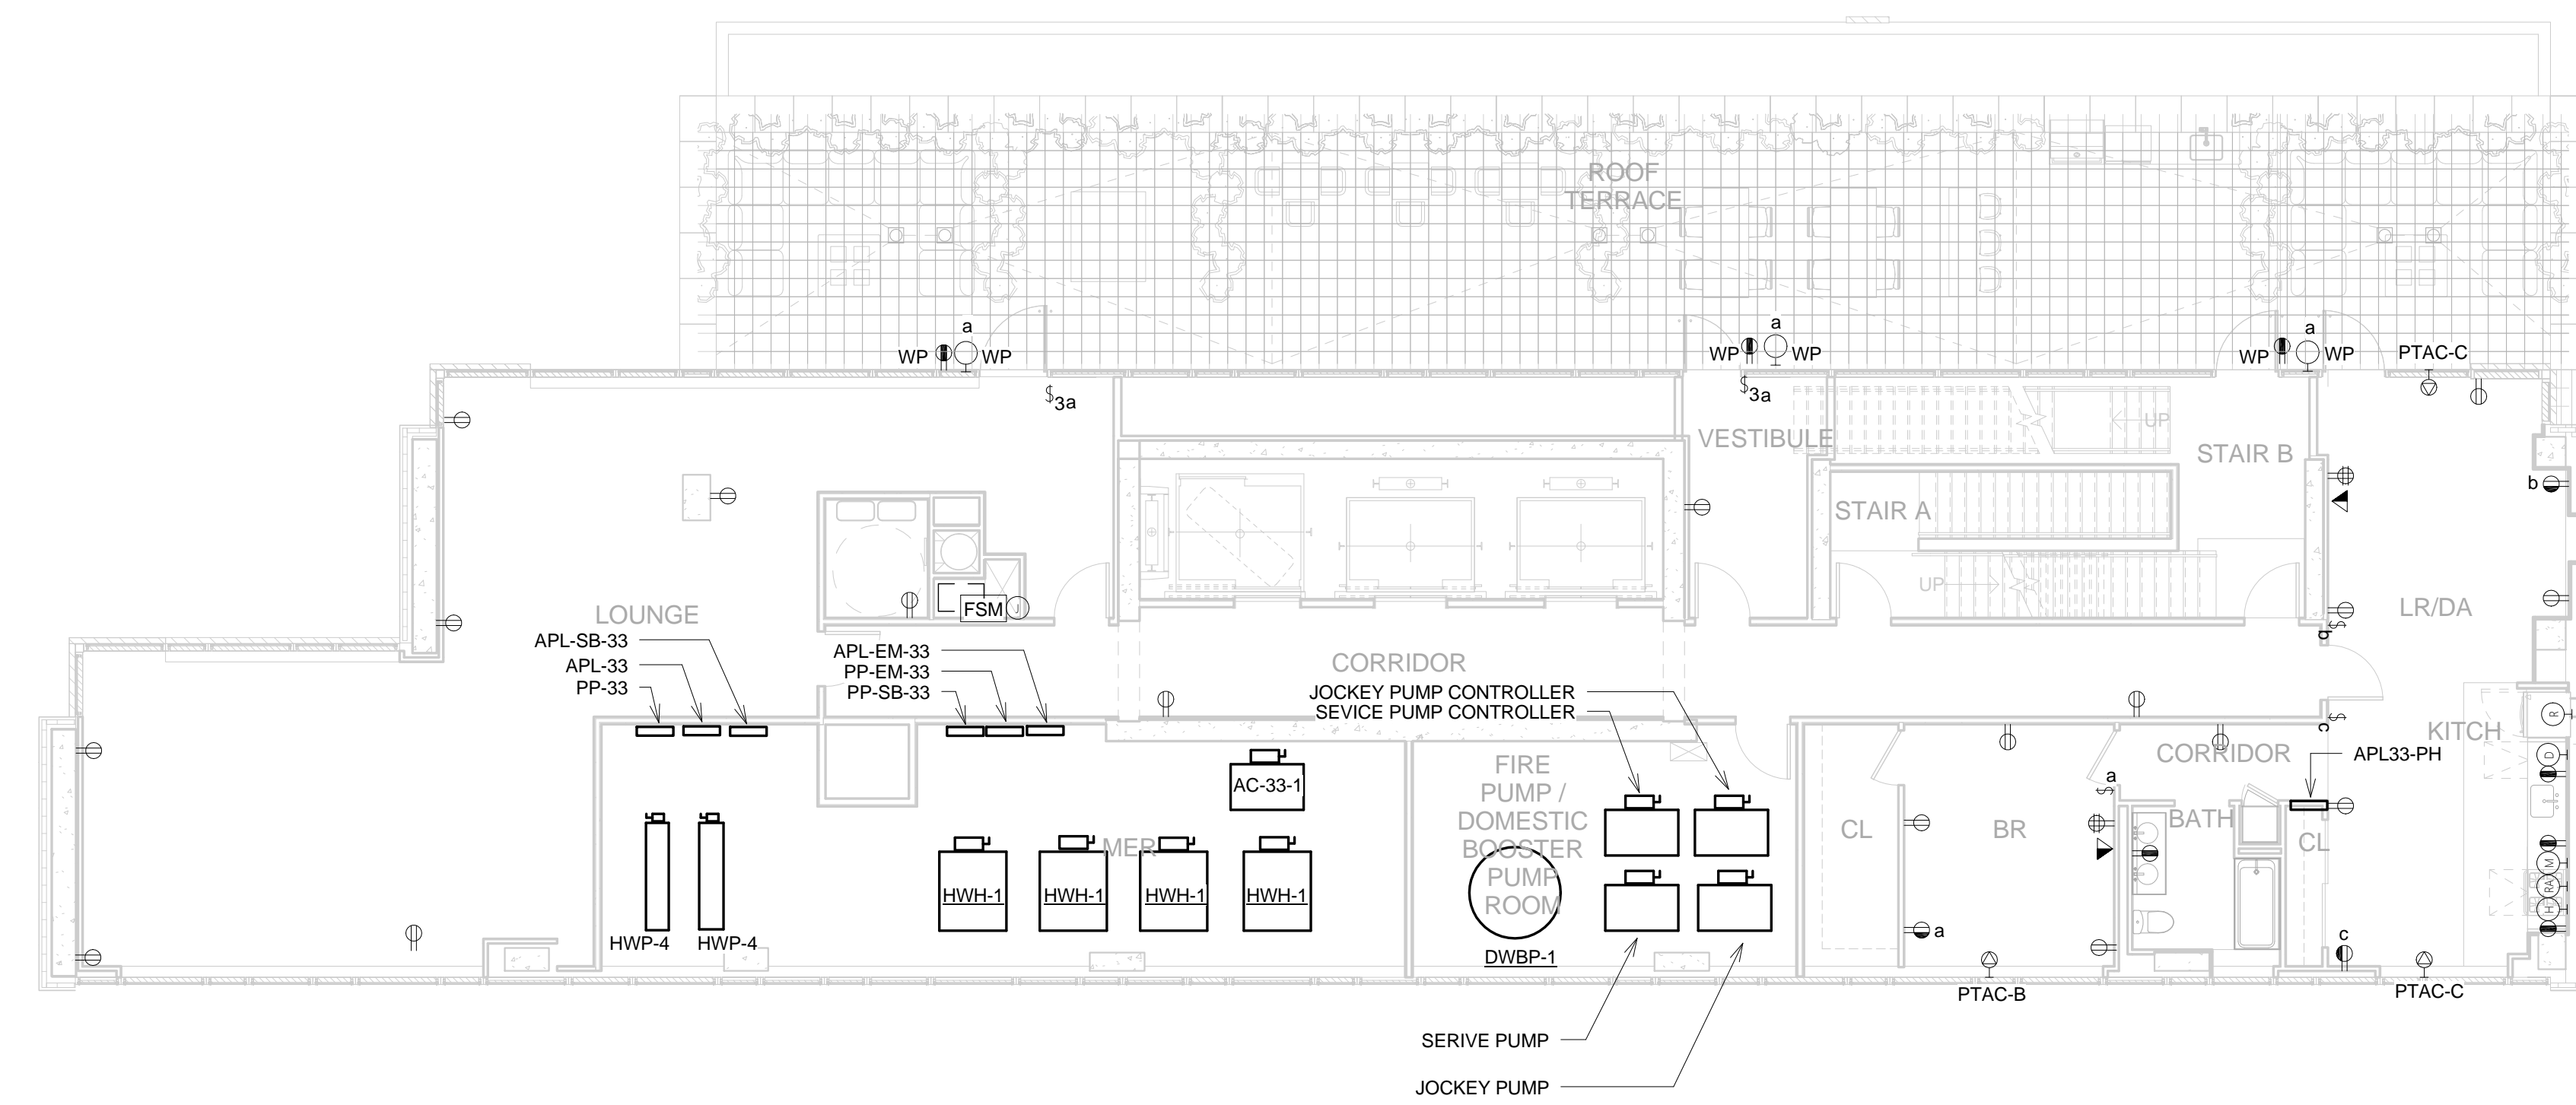 ROOF
TERRACE
a
WP
WP
a
WP
WP
a
WP
WP
PTAC-C
$3a
$3a
VESTIBULE
UP
STAIR B
b
STAIR A
UP
FSM
J
LOUNGE
LR/DA
$
b
APL-SB-33
APL-33
PP-33
APL-EM-33
PP-EM-33
PP-SB-33
CORRIDOR
JOCKEY PUMP CONTROLLER
SEVICE PUMP CONTROLLER
$
c
R
KITCH
CORRIDOR
APL33-PH
D
AC-33-1
FIRE
PUMP /
DOMESTIC
BOOSTER
PUMP
ROOM
a
$
CL
BR
BATH
CL
MER
M
RA
H
HWH-1
HWH-1
HWH-1
HWH-1
HWP-4
HWP-4
DWBP-1
a
c
PTAC-B
PTAC-C
SERIVE PUMP
JOCKEY PUMP